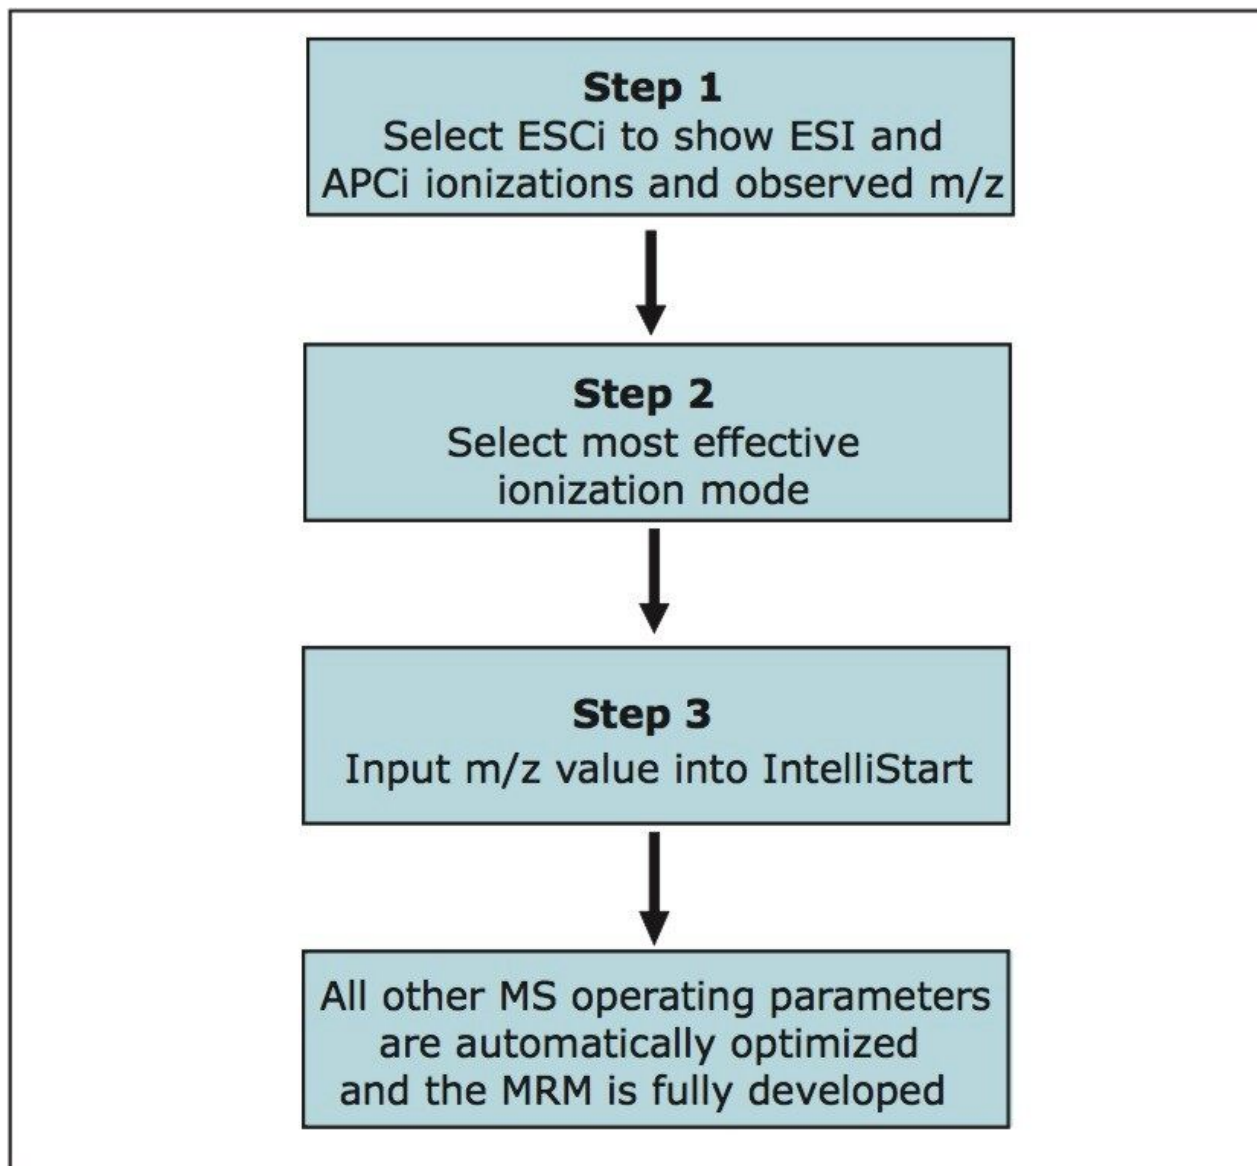 Step 1
Select ESCi to show ESI and
APCi ionizations and observed m/z
Step 2
Select most effective
ionization mode
Step 3
Input m/z value into IntelliStart
All other MS operating parameters
are automatically optimized
and the MRM is fully developed